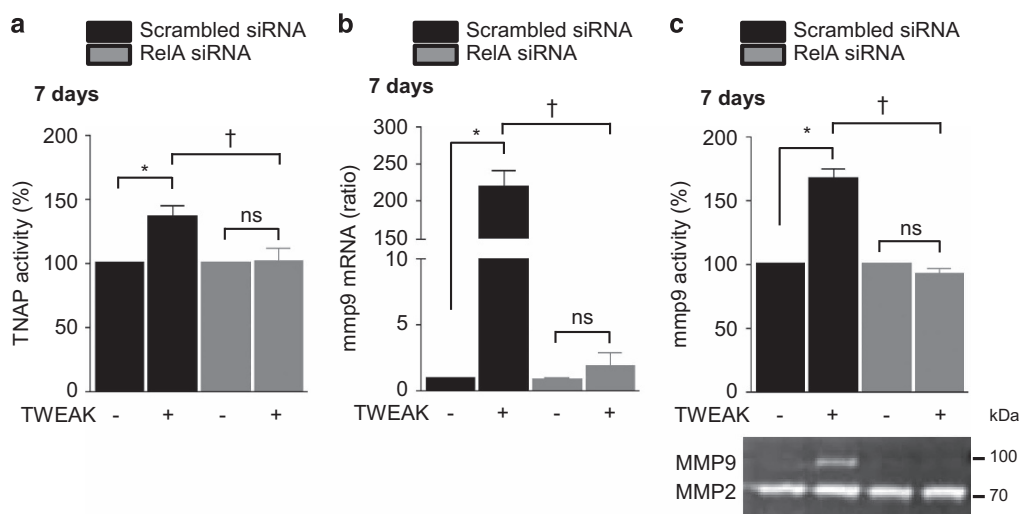 a
Scrambled siRNA
RelA siRNA
7 days
TNAP activity (%)
200
150
100
50
0
*
†
ns
TWEAK - + - +
b
Scrambled siRNA
RelA siRNA
7 days
mmp9 mRNA (ratio)
300
250
200
150
10
5
0
*
†
ns
- + - +
c
Scrambled siRNA
RelA siRNA
7 days
mmp9 activity (%)
200
150
100
50
0
*
†
ns
TWEAK - + - + kDa
MMP9 100
MMP2 70